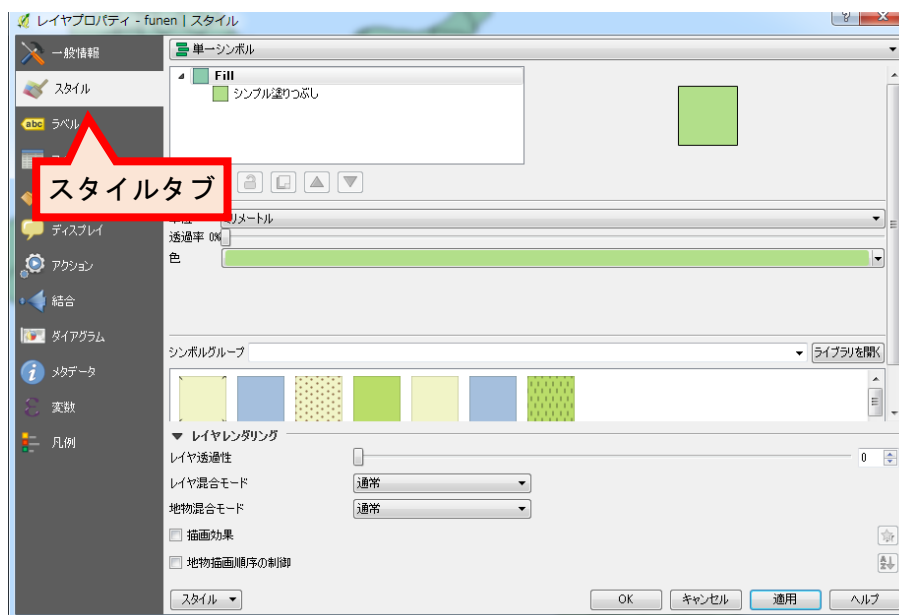 レイヤプロパティ - funen | スタイル
一般情報
スタイル
ラベル
ディスプレイ
アクション
結合
ダイアグラム
メタデータ
変数
凡例
スタイルタブ
単一シンボル
Fill
シンプル塗りつぶし
ミリメートル
透過率 0%
色
シンボルグループ
ライブラリを開く
レイヤレンダリング
レイヤ透過性
0
レイヤ混合モード 通常
地物混合モード 通常
描画効果
地物描画順序の制御
スタイル
OK キャンセル 適用 ヘルプ